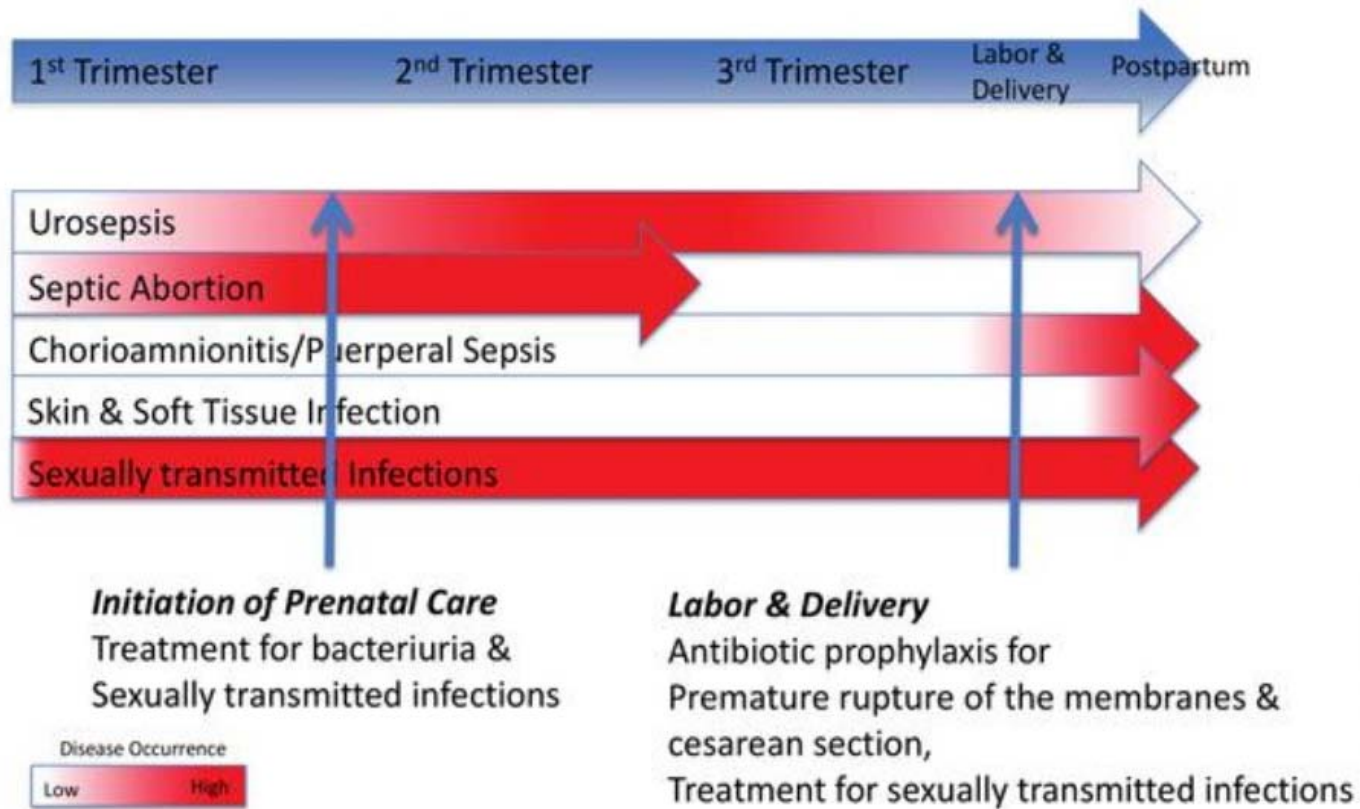 1st Trimester
2nd Trimester
3rd Trimester
Labor &
Delivery
Postpartum
Urosepsis
Septic Abortion
Chorioamnionitis/Puerperal Sepsis
Skin & Soft Tissue Infection
Sexually transmitted Infections
Initiation of Prenatal Care
Treatment for bacteriuria &
Sexually transmitted infections
Labor & Delivery
Antibiotic prophylaxis for
Premature rupture of the membranes &
cesarean section,
Treatment for sexually transmitted infections
Disease Occurrence
Low
High